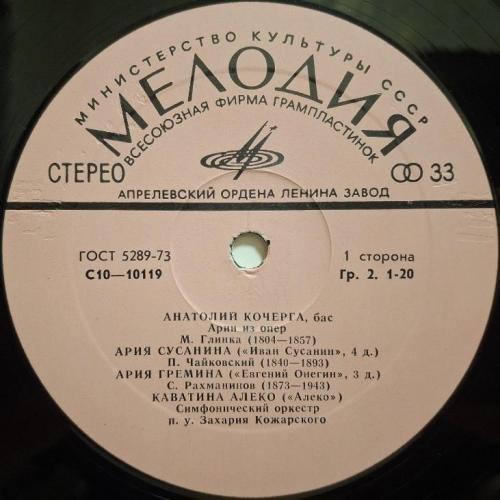 МИНИСТЕРСТВО КУЛЬТУРЫ СССР
МЕЛОДИЯ
ВСЕСОЮЗНАЯ ФИРМА ГРАМПЛАСТИНОК
СТЕРЕО 33
АПРЕЛЕВСКИЙ ОРДЕНА ЛЕНИНА ЗАВОД
ГОСТ 5289-73 1 сторона
С10—10119 Гр. 2. 1-20
АНАТОЛИЙ КОЧЕРГА, бас
Арии из опер
М. Глинка (1804—1857)
АРИЯ СУСАНИНА («Иван Сусанин», 4 д.)
П. Чайковский (1840—1893)
АРИЯ ГРЕМИНА («Евгений Онегин», 3 д.)
С. Рахманинов (1873—1943)
КАВАТИНА АЛЕКО («Алеко»)
Симфонический оркестр
п. у. Захария Кожарского